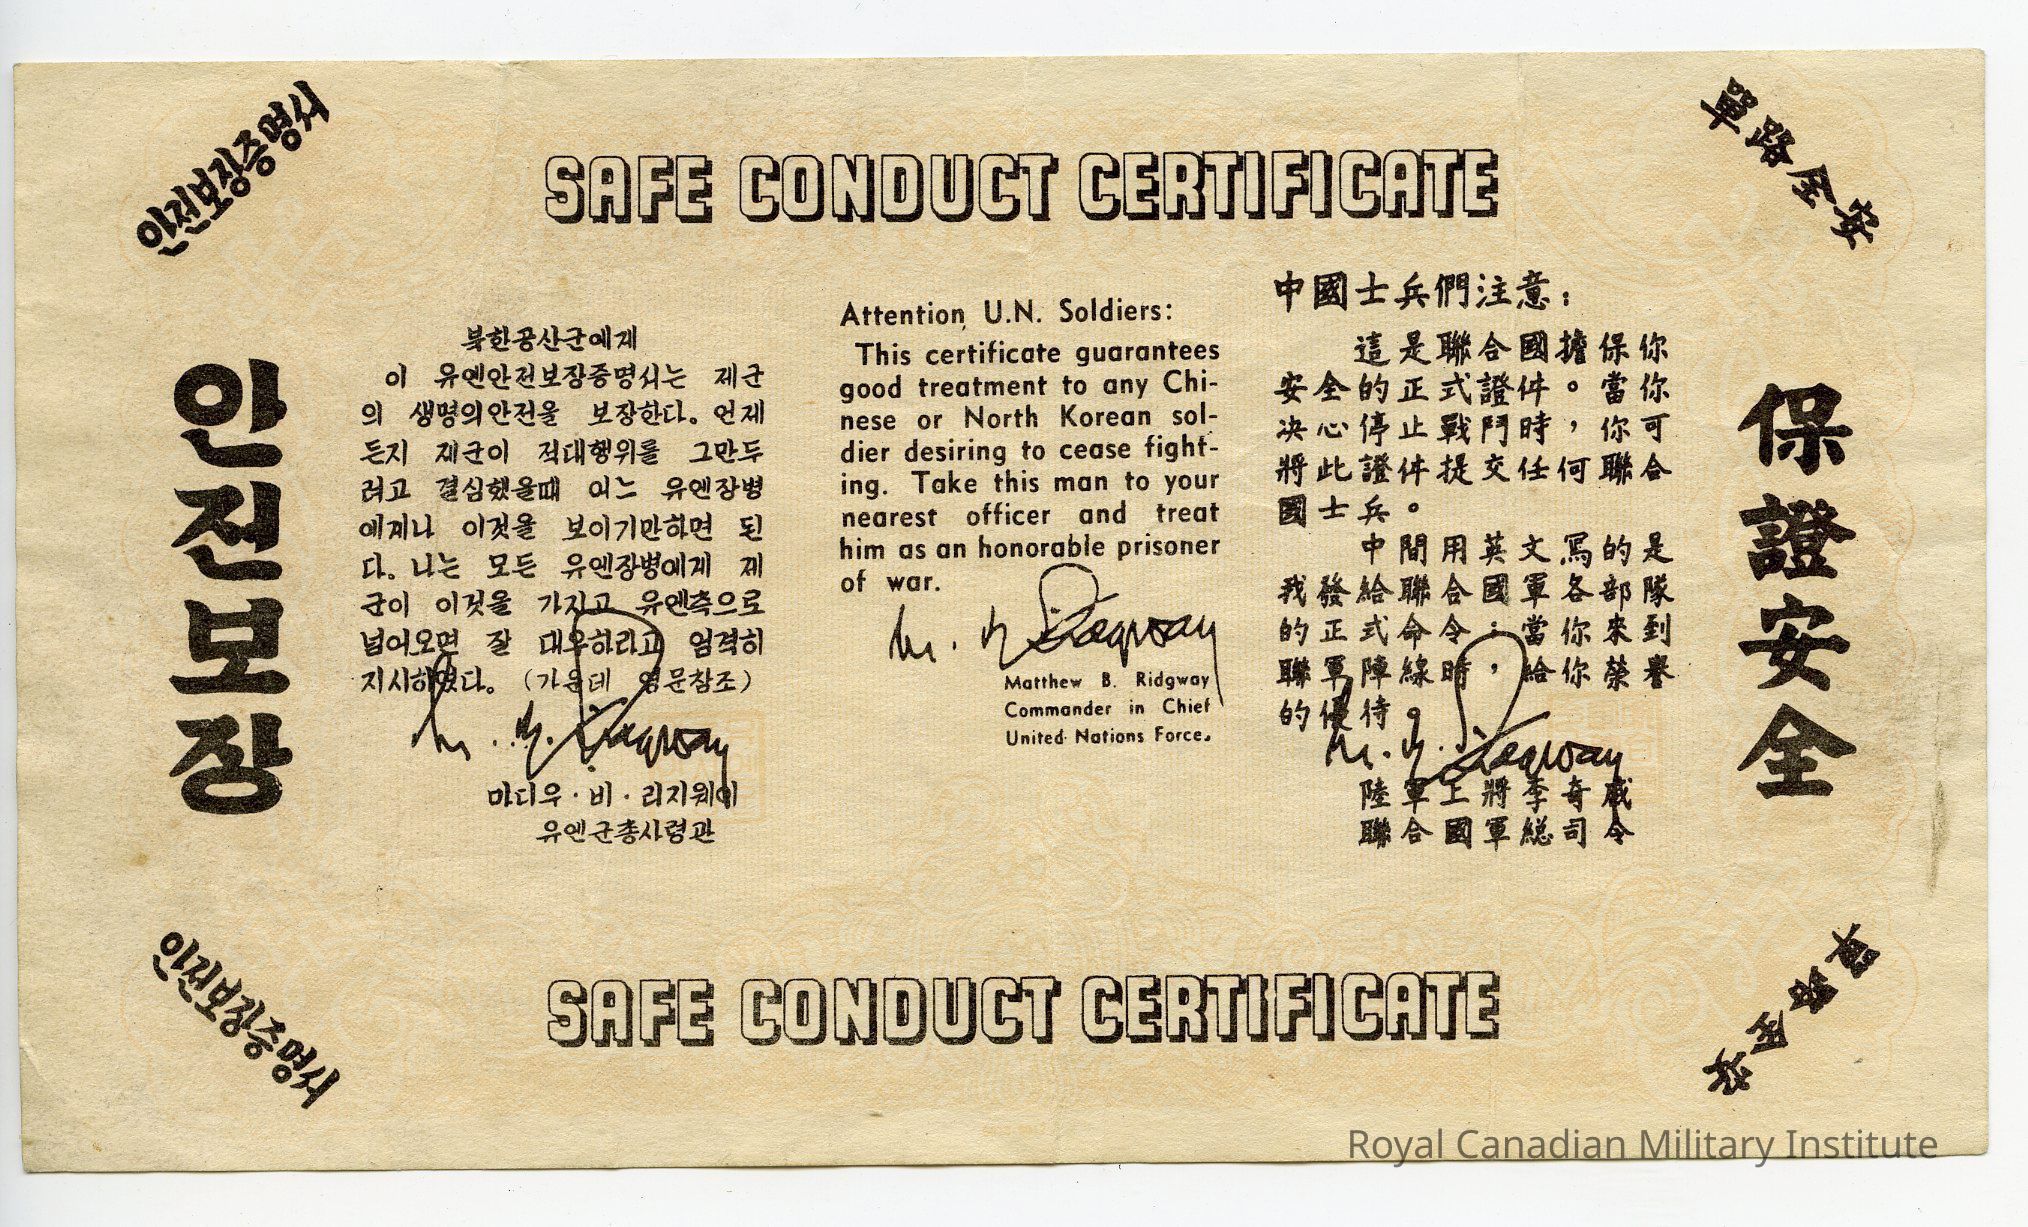 안전보장증명서
SAFE CONDUCT CERTIFICATE
單路全安
안전보장
북한공산군에게
이 유엔안전보장증명서는 제군
의 생명의안전을 보장한다. 언제
든지 제군이 적대행위를 그만두
려고 결심했을때 어느 유엔장병
에게나 이것을 보이기만하면 된
다. 나는 모든 유엔장병에게 제
군이 이것을 가지고 유엔측으로
넘어오면 잘 대우하라고 엄격히
지시하였다. (가운데 영문참조)
마디우·비·리지웨이
유엔군총사령관
Attention, U.N. Soldiers:
This certificate guarantees
good treatment to any Chi-
nese or North Korean sol-
dier desiring to cease fight-
ing. Take this man to your
nearest officer and treat
him as an honorable prisoner
of war.
Matthew B. Ridgway
Commander in Chief
United Nations Force.
中國士兵們注意:
這是聯合國擔保你
安全的正式證件。當你
决心停止戰鬥時，你可
將此證件提交任何聯合
國士兵。
中間用英文寫的是
我發給聯合國軍各部隊
的正式命令；當你來到
聯軍陣線時，給你榮譽
的優待。
陸軍上將李奇威
聯合國軍総司令
保證安全
안전보장증명서
SAFE CONDUCT CERTIFICATE
單路全安
Royal Canadian Military Institute